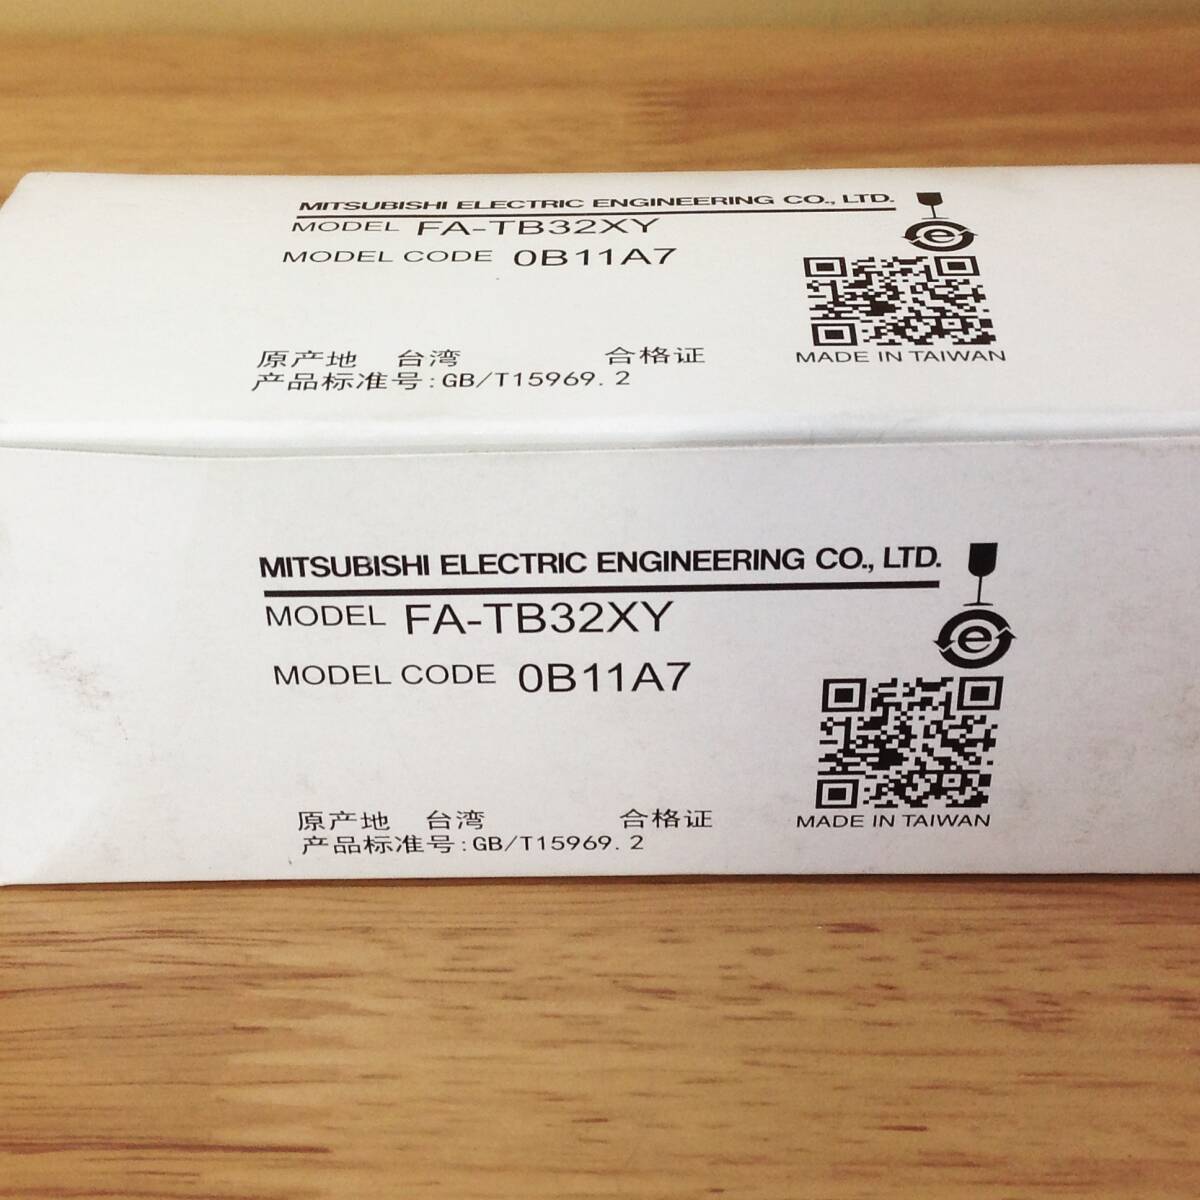 MITSUBISHI ELECTRIC ENGINEERING CO., LTD.
MODEL FA-TB32XY
MODEL CODE 0B11A7
e
原产地 台湾 合格证
产品标准号:GB/T15969.2
MADE IN TAIWAN
MITSUBISHI ELECTRIC ENGINEERING CO., LTD.
MODEL FA-TB32XY
MODEL CODE 0B11A7
e
原产地 台湾 合格证
产品标准号:GB/T15969.2
MADE IN TAIWAN